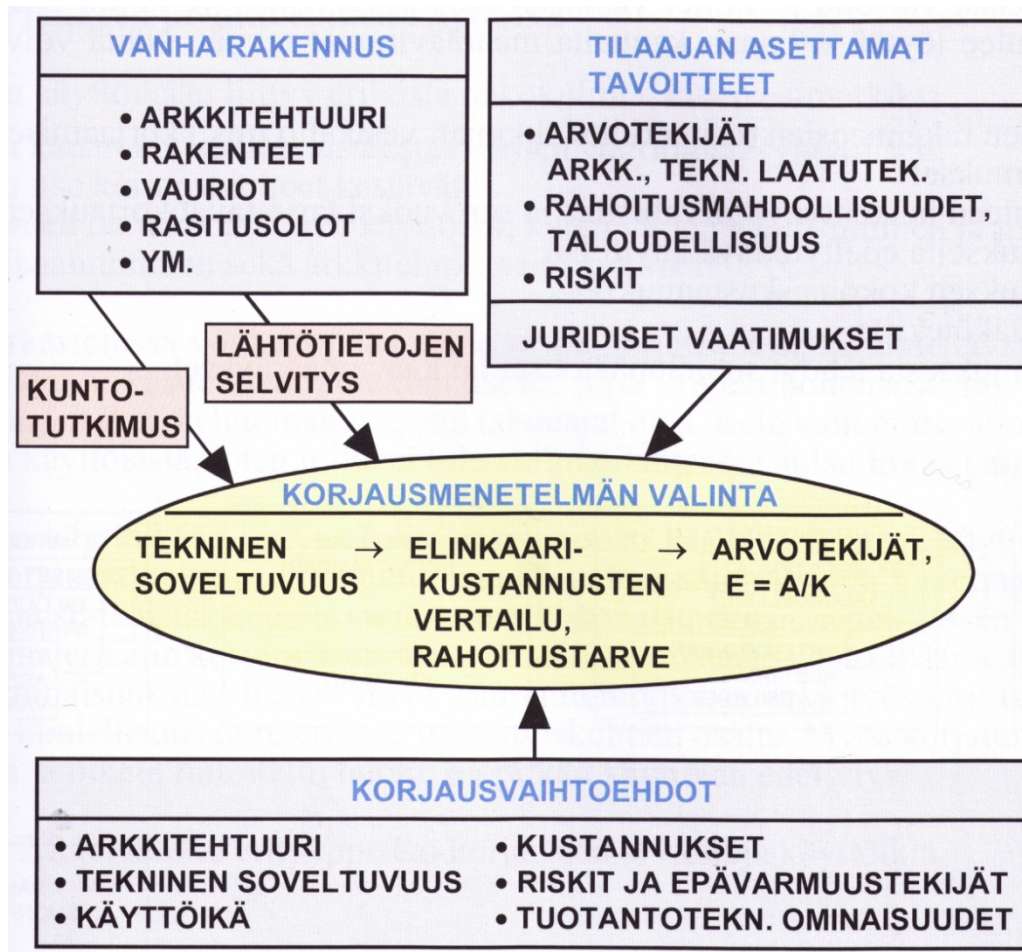 VANHA RAKENNUS
• ARKKITEHTUURI
• RAKENTEET
• VAURIOT
• RASITUSOLOT
• YM.
TILAAJAN ASETTAMAT
TAVOITTEET
• ARVOTEKIJÄT
ARKK., TEKN. LAATUTEK.
• RAHOITUSMAHDOLLISUUDET,
TALOUDELLISUUS
• RISKIT
JURIDISET VAATIMUKSET
KUNTO-
TUTKIMUS
LÄHTÖTIETOJEN
SELVITYS
KORJAUSMENETELMÄN VALINTA
TEKNINEN → ELINKAARI- → ARVOTEKIJÄT,
SOVELTUVUUS KUSTANNUSTEN E = A/K
VERTAILU,
RAHOITUSTARVE
KORJAUSVAIHTOEHDOT
• ARKKITEHTUURI
• TEKNINEN SOVELTUVUUS
• KÄYTTÖIKÄ
• KUSTANNUKSET
• RISKIT JA EPÄVARMUUSTEKIJÄT
• TUOTANTOTEKN. OMINAISUUDET